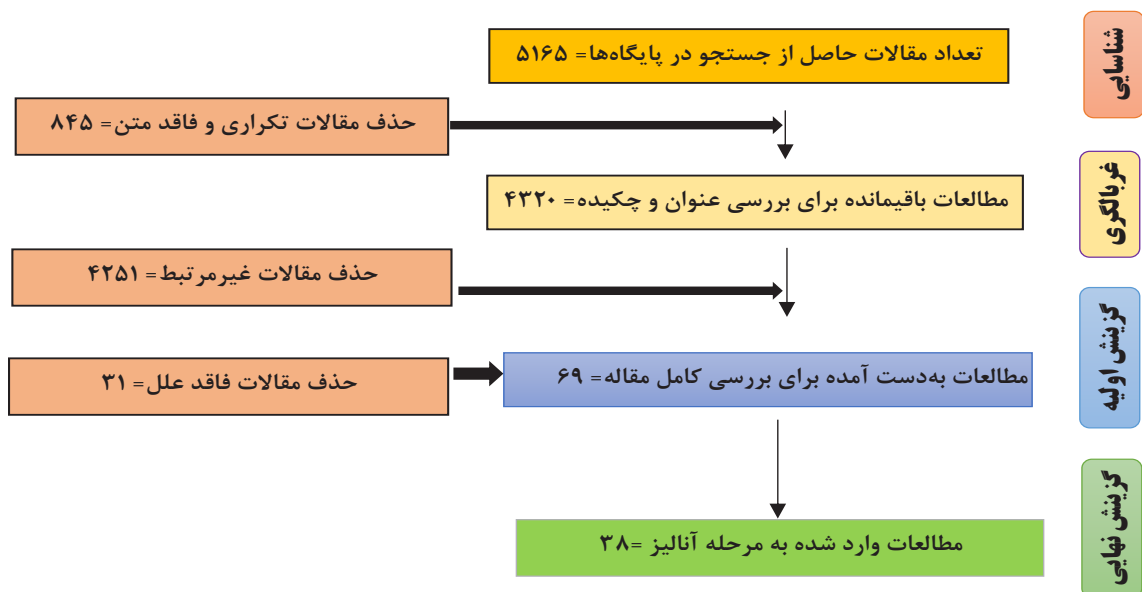 شناسایی
تعداد مقالات حاصل از جستجو در پایگاه‌ها= ۵۱۶۵
حذف مقالات تکراری و فاقد متن= ۸۴۵
غربالگری
مطالعات باقیمانده برای بررسی عنوان و چکیده= ۴۳۲۰
حذف مقالات غیرمرتبط= ۴۲۵۱
گزینش اولیه
مطالعات به‌دست آمده برای بررسی کامل مقاله= ۶۹
حذف مقالات فاقد علل= ۳۱
گزینش نهایی
مطالعات وارد شده به مرحله آنالیز =۳۸